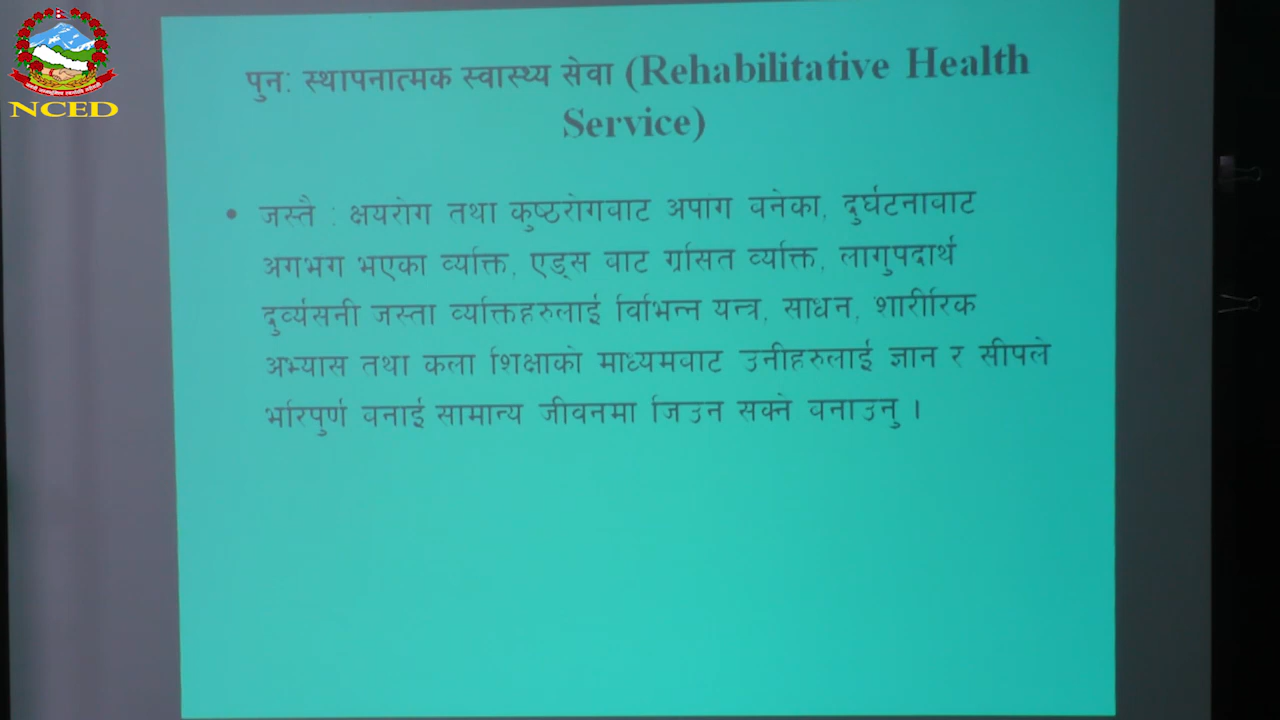 NCED
पुन: स्थापनात्मक स्वास्थ्य सेवा (Rehabilitative Health
Service)
• जस्तै : क्षयरोग तथा कुष्ठरोगवाट अपांग वनेका, दुर्घटनावाट
अंगभंग भएका व्यक्ति, एड्स वाट ग्रसित व्यक्ति, लागुपदार्थ
दुर्व्यसनी जस्ता व्यक्तिहरुलाई विभिन्न यन्त्र, साधन, शारीरिक
अभ्यास तथा कला शिक्षाको माध्यमवाट उनीहरुलाई ज्ञान र सीपले
भरिपुर्ण वनाई सामान्य जीवनमा जिउन सक्ने वनाउनु ।